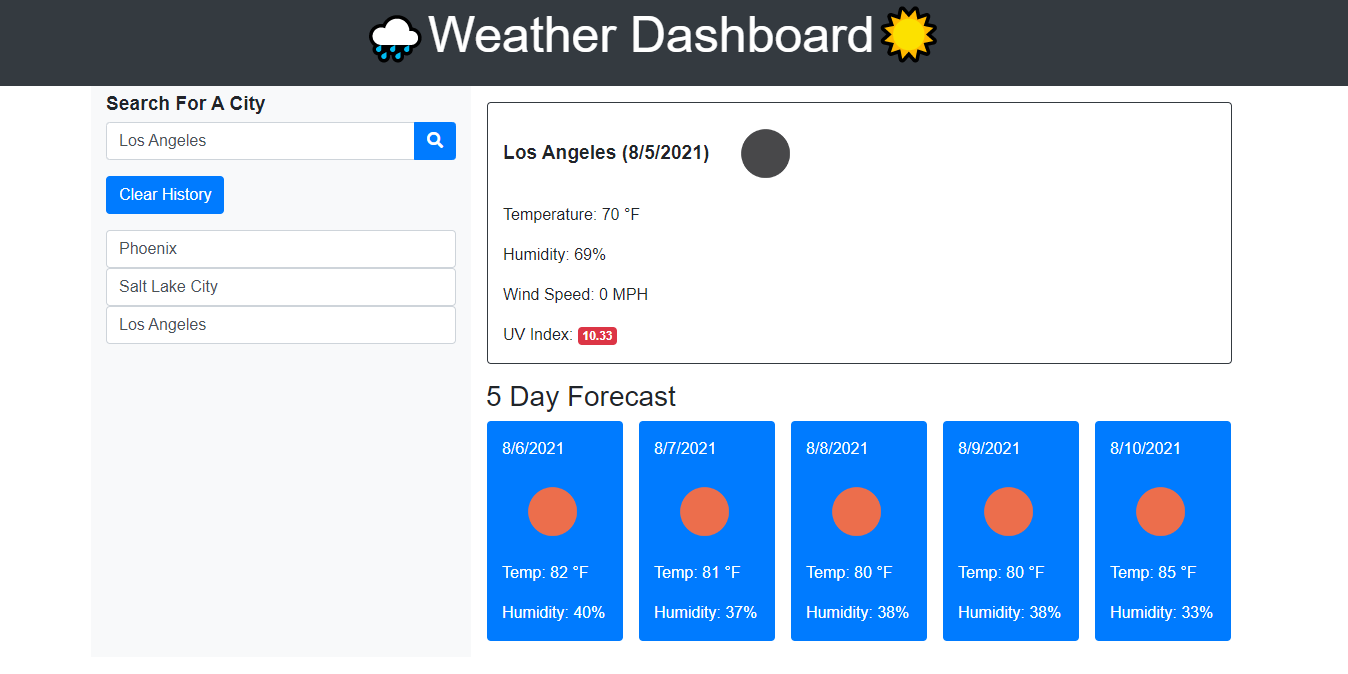 Weather Dashboard
Search For A City
Los Angeles
Clear History
Phoenix
Salt Lake City
Los Angeles
Los Angeles (8/5/2021)
Temperature: 70 °F
Humidity: 69%
Wind Speed: 0 MPH
UV Index: 10.33
5 Day Forecast
8/6/2021
Temp: 82 °F
Humidity: 40%
8/7/2021
Temp: 81 °F
Humidity: 37%
8/8/2021
Temp: 80 °F
Humidity: 38%
8/9/2021
Temp: 80 °F
Humidity: 38%
8/10/2021
Temp: 85 °F
Humidity: 33%